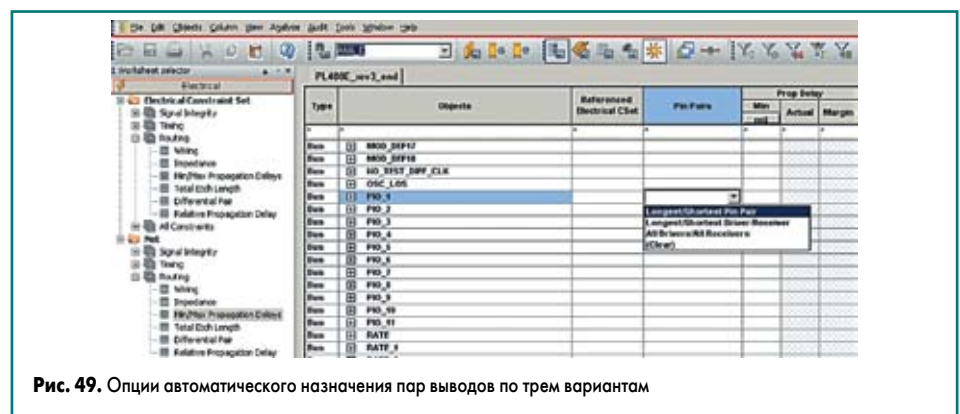 File Edit Objects Column View Analyze Audit Tools Window Help
Worksheet selector
PL400E_rev3_end
Electrical
Electrical Constraint Set
Signal Integrity
Timing
Routing
Wiring
Impedance
Min/Max Propagation Delays
Total Etch Length
Differential Pair
Relative Propagation Delay
All Constraints
Net
Signal Integrity
Timing
Routing
Wiring
Impedance
Min/Max Propagation Delays
Total Etch Length
Differential Pair
Relative Propagation Delay
Type Objects Referenced Electrical CSet Pin Pairs Prop Delay
Min Actual Margin
* * * * * * *
Bus MOD_DEF17
Bus MOD_DEF18
Bus NO_TEST_DIFF_CLK
Bus OSC_LOS
Bus PIO_1
Bus PIO_2
Bus PIO_3
Bus PIO_4
Bus PIO_5
Bus PIO_6
Bus PIO_7
Bus PIO_8
Bus PIO_9
Bus PIO_10
Bus PIO_11
Bus RATE
Longest/Shortest Pin Pair
Longest/Shortest Driver/Receiver
All Drivers/All Receivers
(Clear)
Рис. 49. Опции автоматического назначения пар выводов по трем вариантам